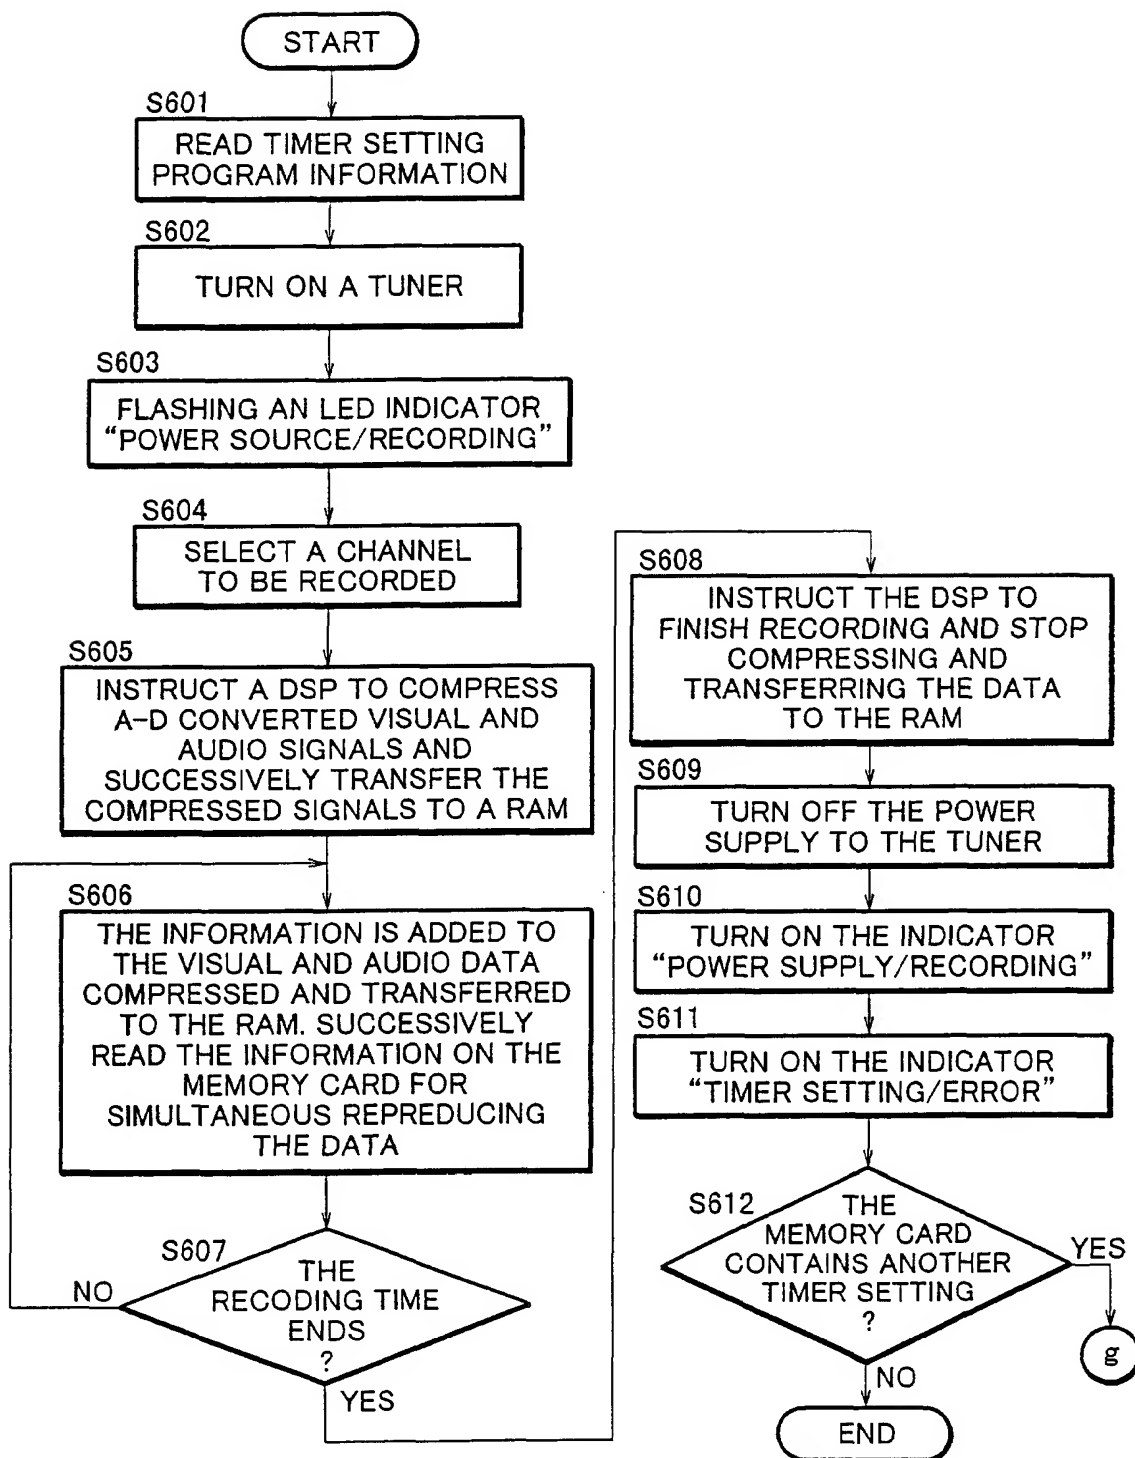 START
S601
READ TIMER SETTING
PROGRAM INFORMATION
S602
TURN ON A TUNER
S603
FLASHING AN LED INDICATOR
“POWER SOURCE/RECORDING”
S604
SELECT A CHANNEL
TO BE RECORDED
S605
INSTRUCT A DSP TO COMPRESS
A-D CONVERTED VISUAL AND
AUDIO SIGNALS AND
SUCCESSIVELY TRANSFER THE
COMPRESSED SIGNALS TO A RAM
S606
THE INFORMATION IS ADDED TO
THE VISUAL AND AUDIO DATA
COMPRESSED AND TRANSFERRED
TO THE RAM. SUCCESSIVELY
READ THE INFORMATION ON THE
MEMORY CARD FOR
SIMULTANEOUS REPREDUCING
THE DATA
S607
THE
RECODING TIME
ENDS
?
NO
YES
S608
INSTRUCT THE DSP TO
FINISH RECORDING AND STOP
COMPRESSING AND
TRANSFERRING THE DATA
TO THE RAM
S609
TURN OFF THE POWER
SUPPLY TO THE TUNER
S610
TURN ON THE INDICATOR
“POWER SUPPLY/RECORDING”
S611
TURN ON THE INDICATOR
“TIMER SETTING/ERROR”
S612
THE
MEMORY CARD
CONTAINS ANOTHER
TIMER SETTING
?
YES
g
NO
END